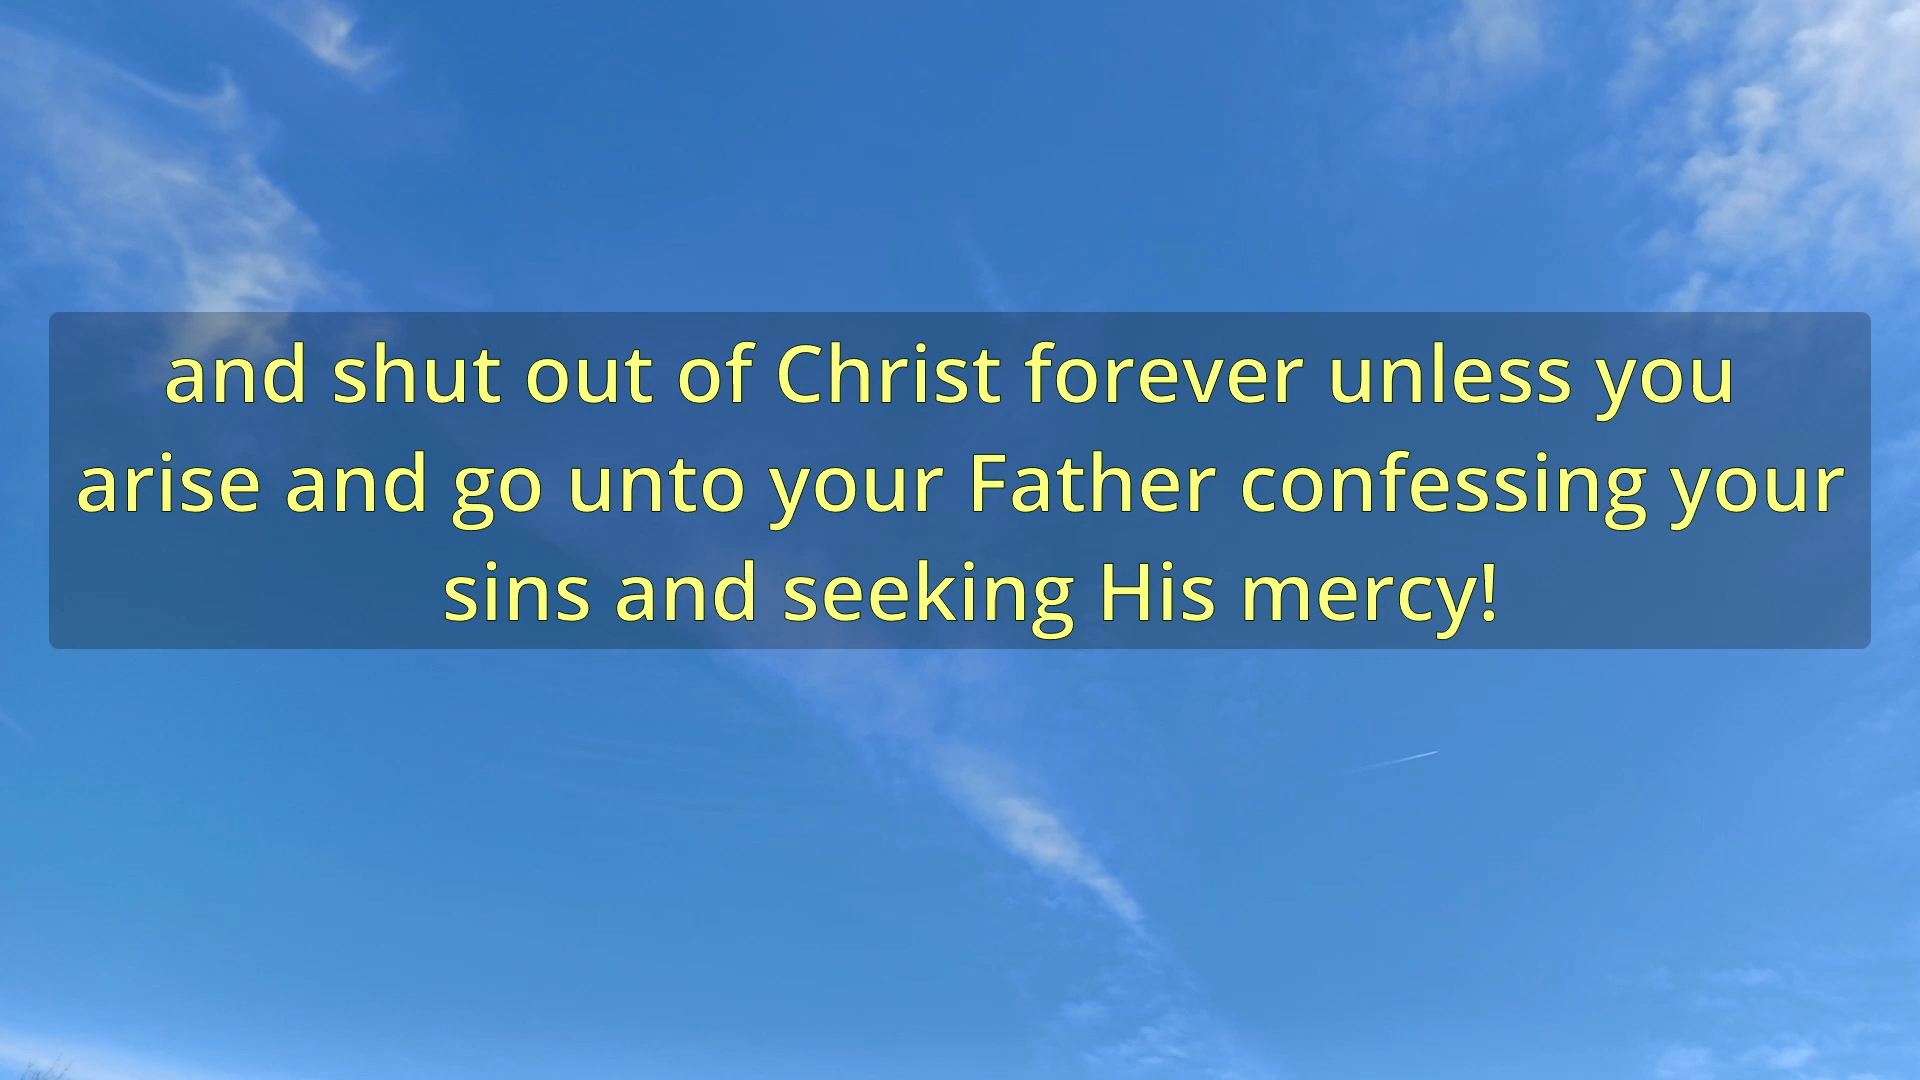 and shut out of Christ forever unless you
arise and go unto your Father confessing your
sins and seeking His mercy!